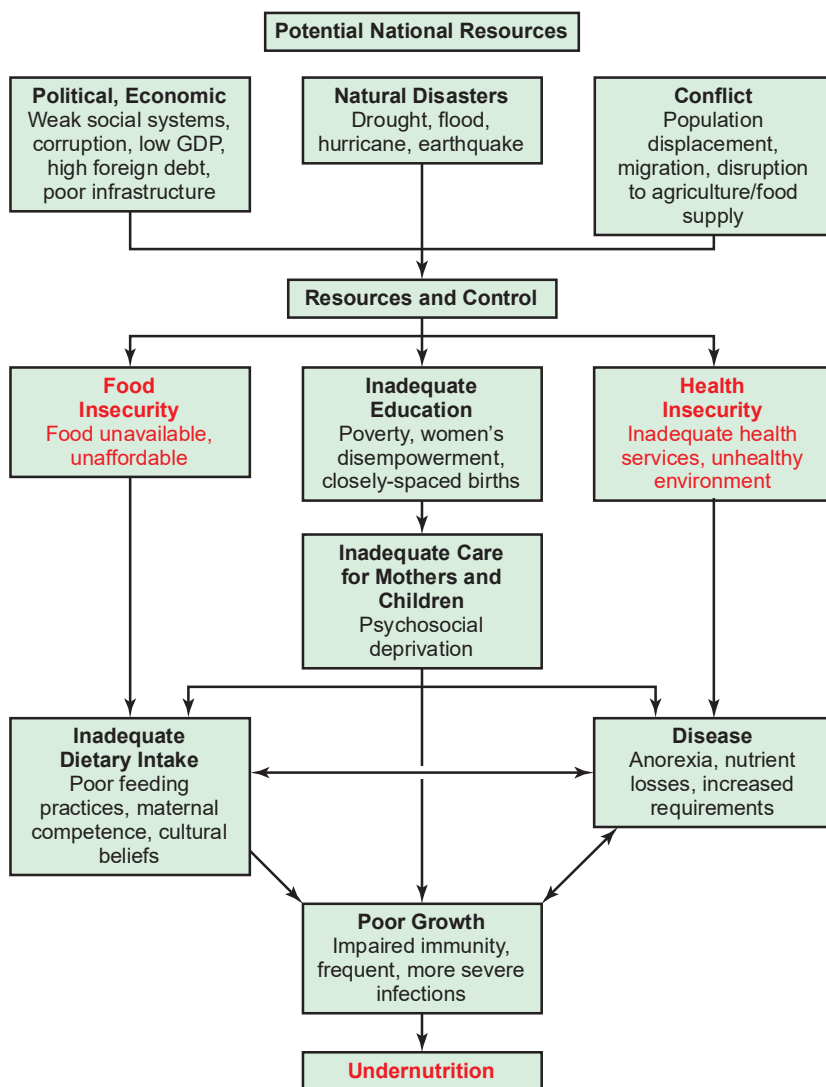 Potential National Resources
Political, Economic
Weak social systems,
corruption, low GDP,
high foreign debt,
poor infrastructure
Natural Disasters
Drought, flood,
hurricane, earthquake
Conflict
Population
displacement,
migration, disruption
to agriculture/food
supply
Resources and Control
Food
Insecurity
Food unavailable,
unaffordable
Inadequate
Education
Poverty, women’s
disempowerment,
closely-spaced births
Health
Insecurity
Inadequate health
services, unhealthy
environment
Inadequate Care
for Mothers and
Children
Psychosocial
deprivation
Inadequate
Dietary Intake
Poor feeding
practices, maternal
competence, cultural
beliefs
Disease
Anorexia, nutrient
losses, increased
requirements
Poor Growth
Impaired immunity,
frequent, more severe
infections
Undernutrition